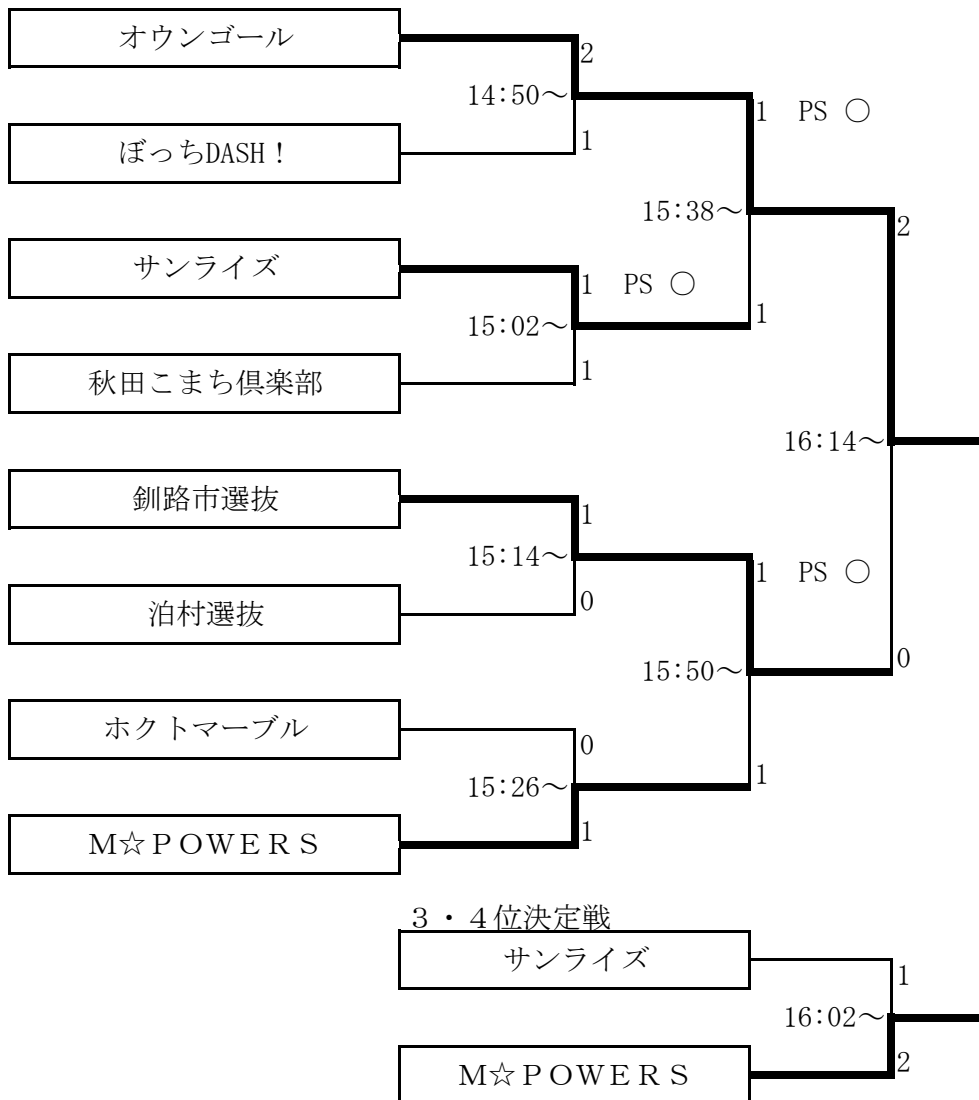 オウンゴール
2
14:50～
1 PS ○
1
ぼっちDASH！
15:38～
2
サンライズ
1 PS ○
15:02～
1
1
秋田こまち倶楽部
16:14～
釧路市選抜
1
15:14～
1 PS ○
0
泊村選抜
15:50～
0
ホクトマーブル
0
15:26～
1
1
M☆ＰＯＷＥＲＳ
３・４位決定戦
サンライズ
1
16:02～
2
M☆ＰＯＷＥＲＳ